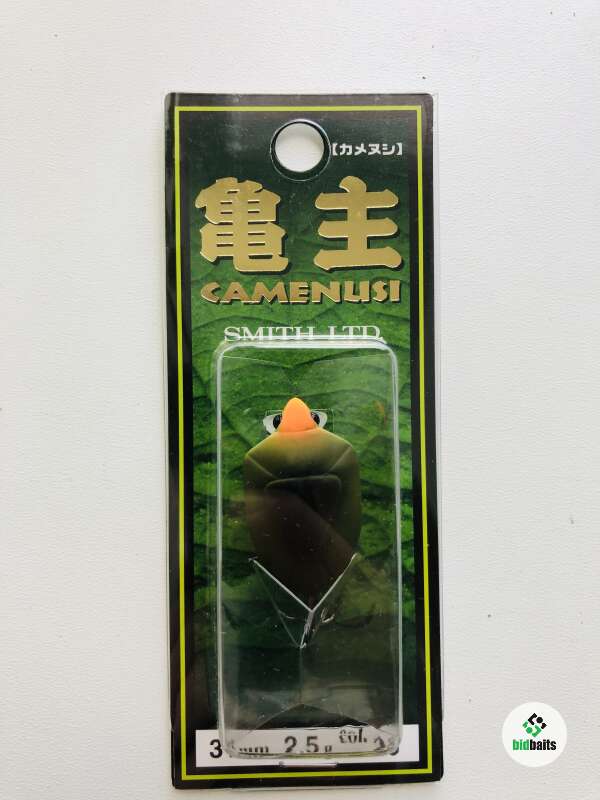 【カメヌシ】
亀主
CAMENUSI
SMITH LTD.
2.5g
bidbaits